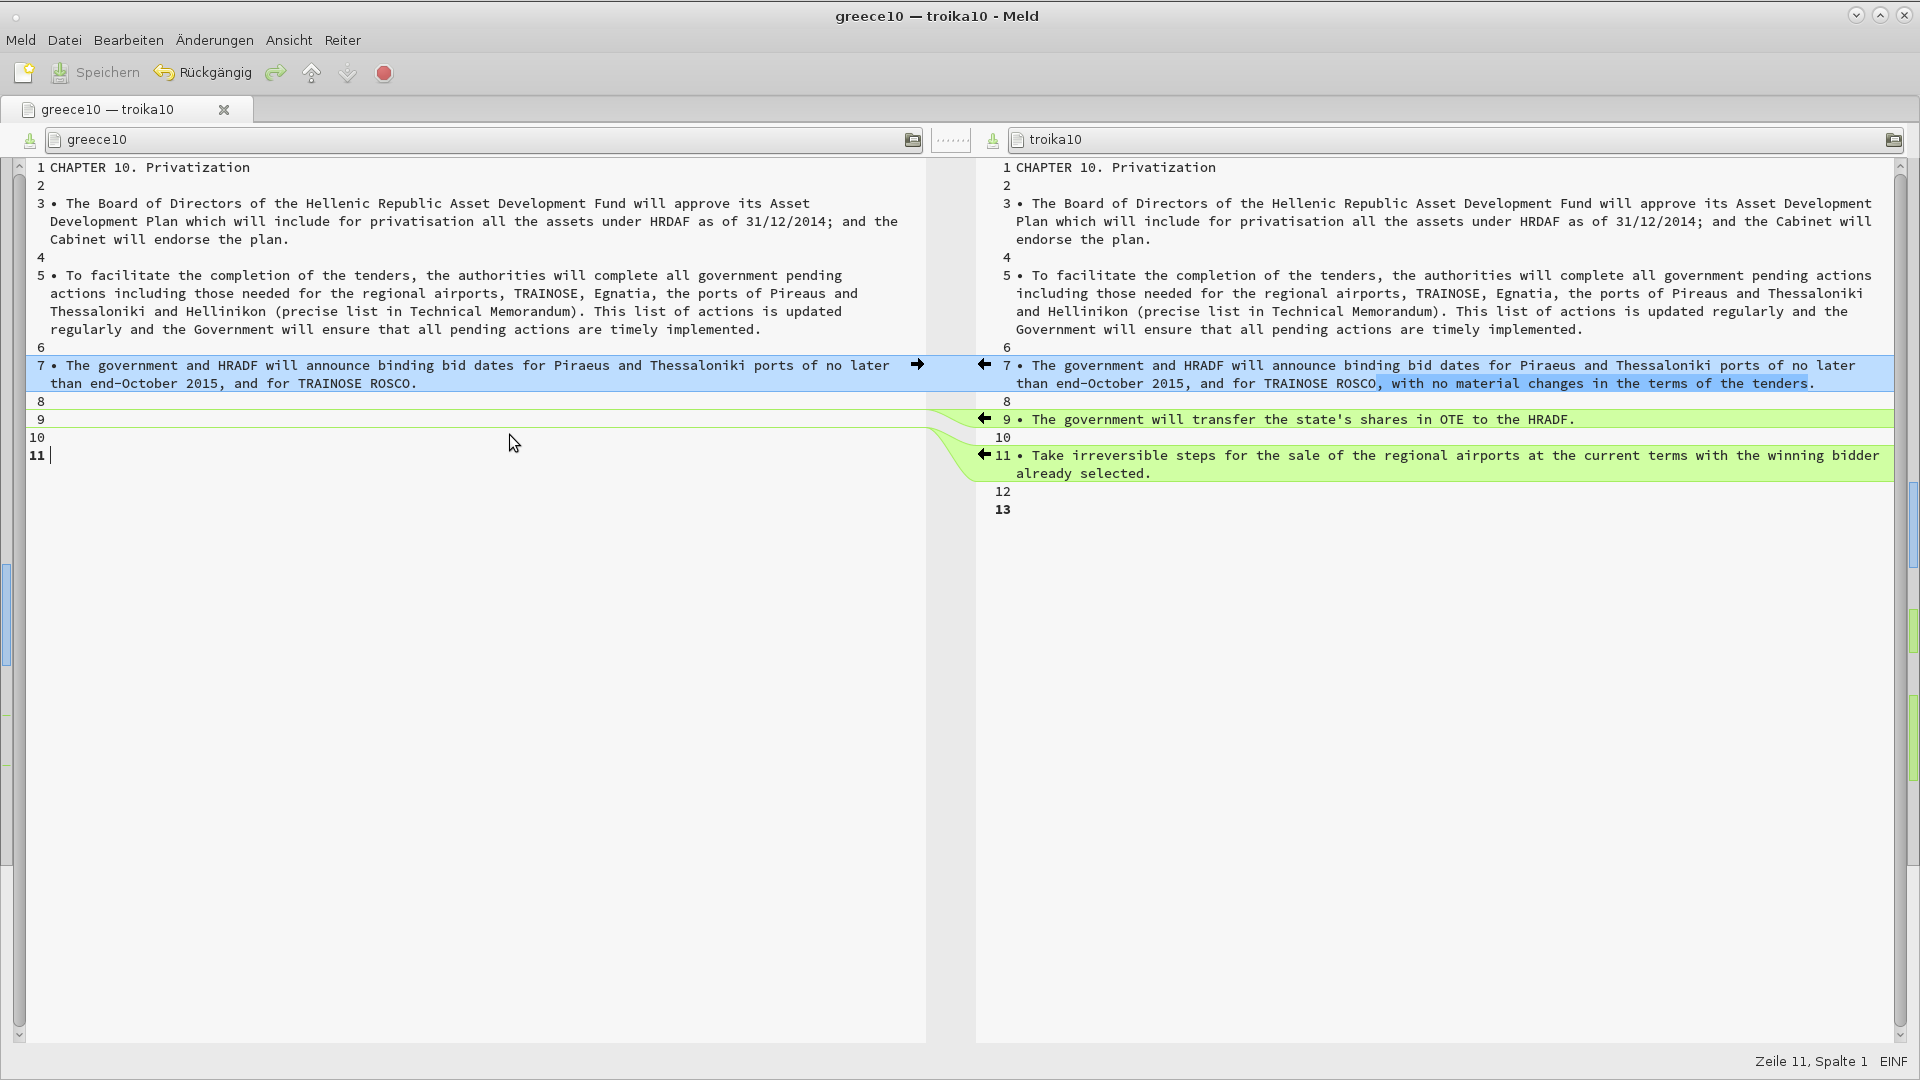 greece10 — troika10 - Meld
Meld Datei Bearbeiten Änderungen Ansicht Reiter
Speichern Rückgängig
greece10 — troika10
greece10
1 CHAPTER 10. Privatization
2
3 • The Board of Directors of the Hellenic Republic Asset Development Fund will approve its Asset
Development Plan which will include for privatisation all the assets under HRDAF as of 31/12/2014; and the
Cabinet will endorse the plan.
4
5 • To facilitate the completion of the tenders, the authorities will complete all government pending
actions including those needed for the regional airports, TRAINOSE, Egnatia, the ports of Pireaus and
Thessaloniki and Hellinikon (precise list in Technical Memorandum). This list of actions is updated
regularly and the Government will ensure that all pending actions are timely implemented.
6
7 • The government and HRADF will announce binding bid dates for Piraeus and Thessaloniki ports of no later
than end-October 2015, and for TRAINOSE ROSCO.
8
9
10
11
troika10
1 CHAPTER 10. Privatization
2
3 • The Board of Directors of the Hellenic Republic Asset Development Fund will approve its Asset Development
Plan which will include for privatisation all the assets under HRDAF as of 31/12/2014; and the Cabinet will
endorse the plan.
4
5 • To facilitate the completion of the tenders, the authorities will complete all government pending actions
including those needed for the regional airports, TRAINOSE, Egnatia, the ports of Pireaus and Thessaloniki
and Hellinikon (precise list in Technical Memorandum). This list of actions is updated regularly and the
Government will ensure that all pending actions are timely implemented.
6
7 • The government and HRADF will announce binding bid dates for Piraeus and Thessaloniki ports of no later
than end-October 2015, and for TRAINOSE ROSCO, with no material changes in the terms of the tenders.
8
9 • The government will transfer the state's shares in OTE to the HRADF.
10
11 • Take irreversible steps for the sale of the regional airports at the current terms with the winning bidder
already selected.
12
13
Zeile 11, Spalte 1 EINF